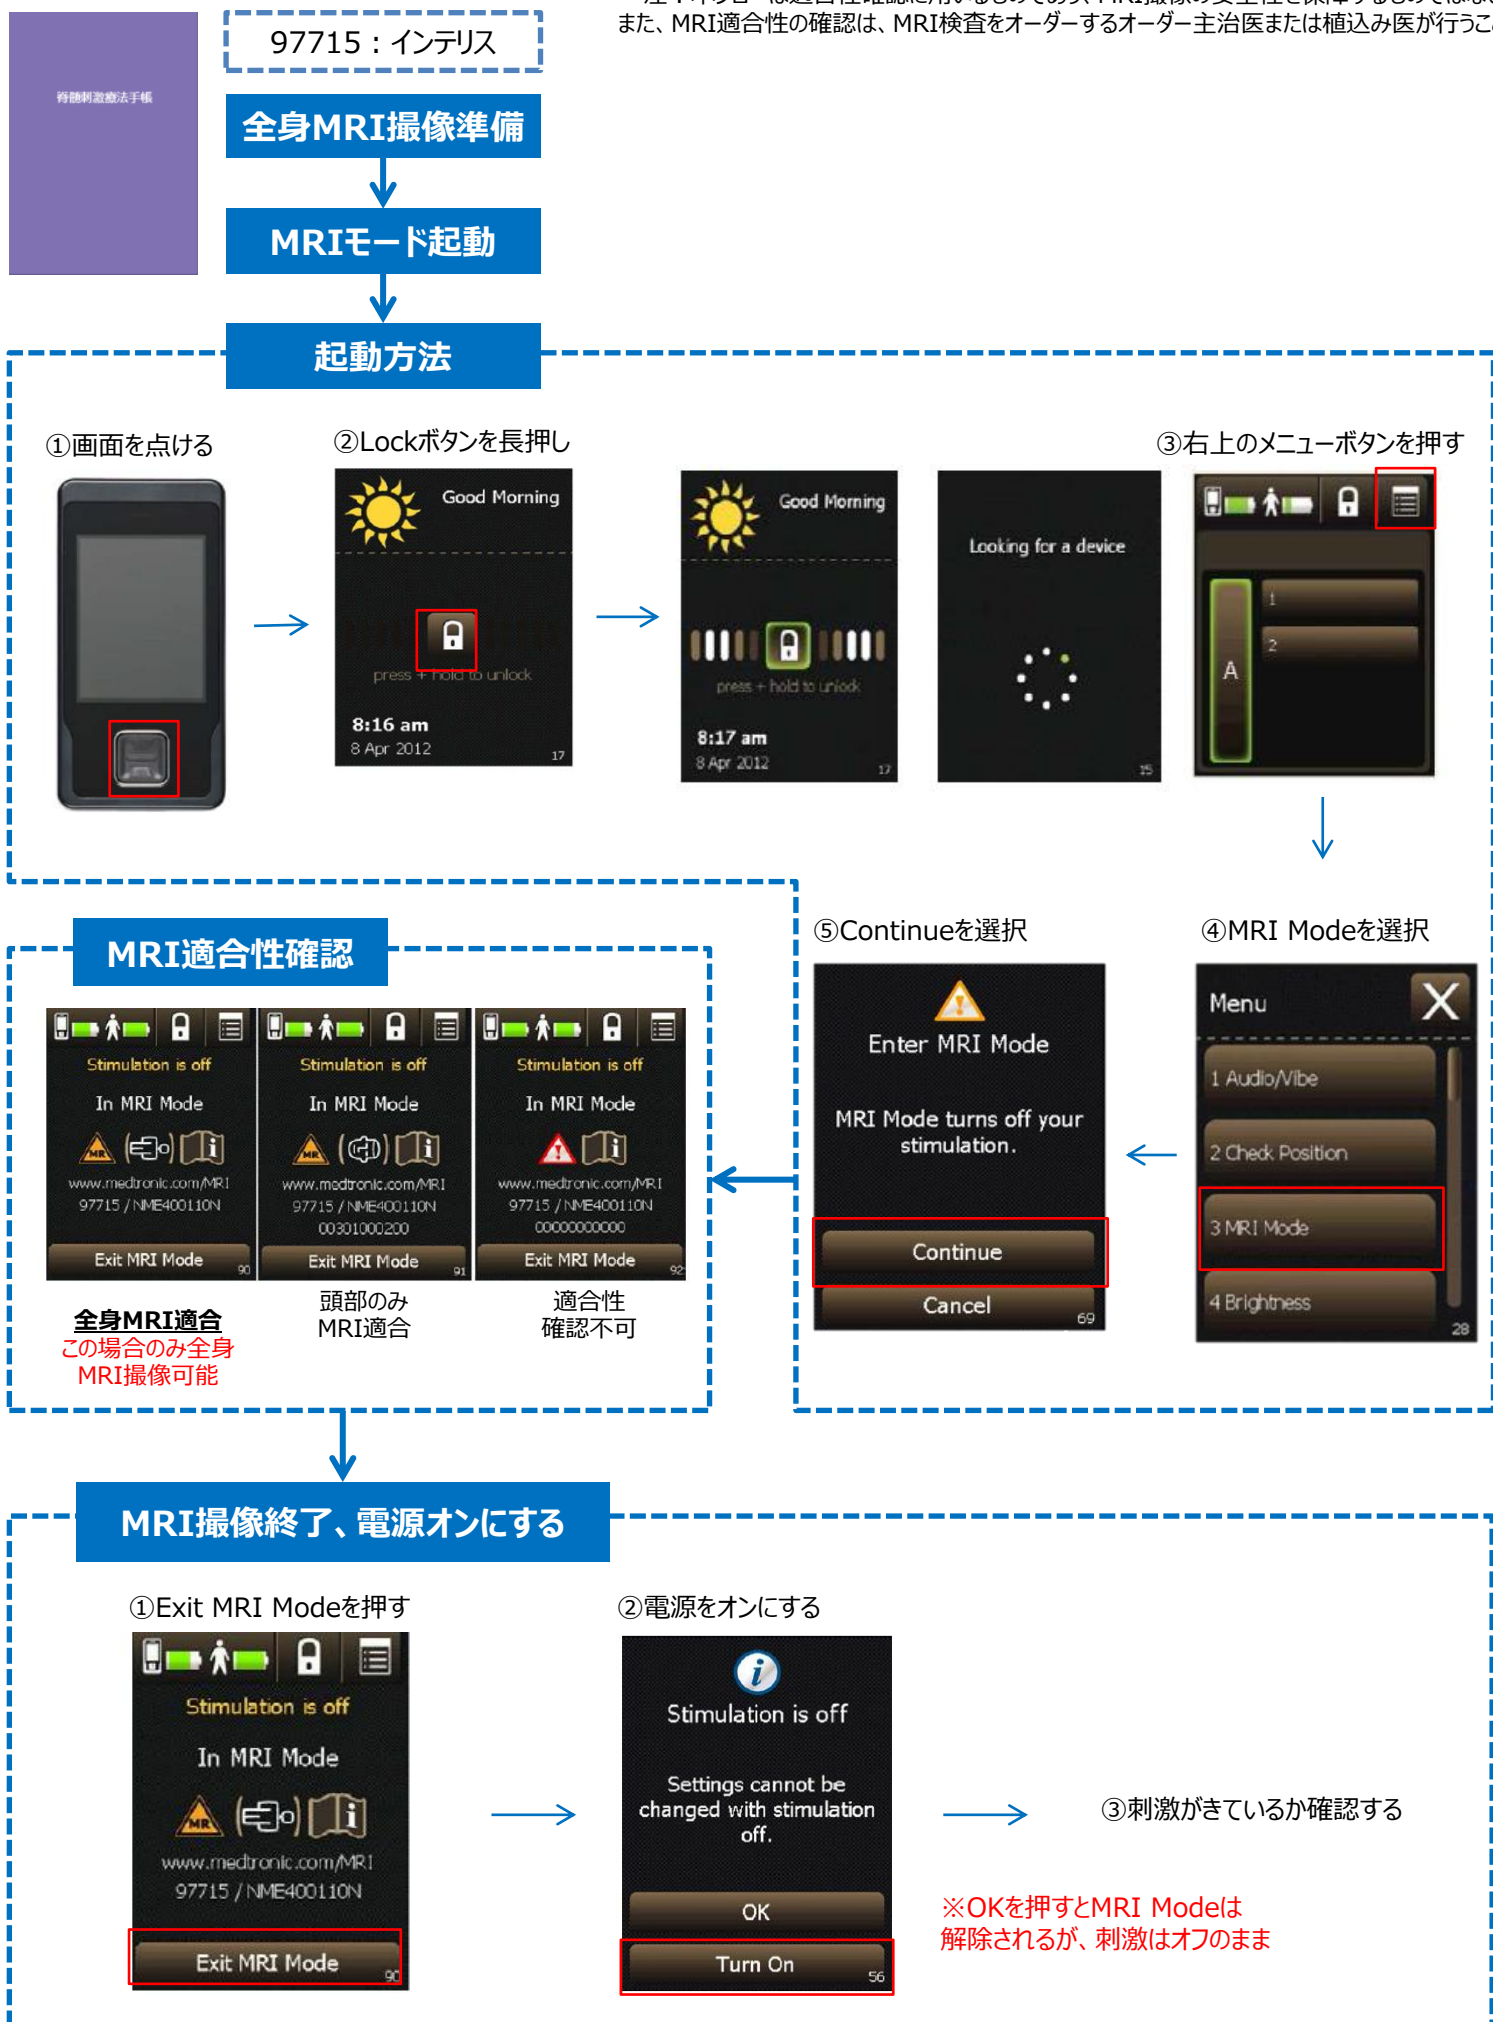 また、MRI適合性の確認は、MRI検査をオーダーするオーダー主治医または植込み医が行うこ
97715：インテリス
脊髄刺激療法手帳
全身MRI撮像準備
MRIモード起動
起動方法
①画面を点ける
②Lockボタンを長押し
Good Morning
press + hold to unlock
8:16 am
8 Apr 2012
17
Good Morning
press + hold to unlock
8:17 am
8 Apr 2012
17
Looking for a device
15
③右上のメニューボタンを押す
A
1
2
④MRI Modeを選択
Menu
X
1 Audio/Vibe
2 Check Position
3 MRI Mode
4 Brightness
28
⑤Continueを選択
Enter MRI Mode
MRI Mode turns off your
stimulation.
Continue
Cancel
69
MRI適合性確認
Stimulation is off
In MRI Mode
MR
www.medtronic.com/MRI
97715 / NME400110N
Exit MRI Mode
90
全身MRI適合
この場合のみ全身
MRI撮像可能
Stimulation is off
In MRI Mode
MR
www.medtronic.com/MRI
97715 / NME400110N
00301000200
Exit MRI Mode
91
頭部のみ
MRI適合
Stimulation is off
In MRI Mode
www.medtronic.com/MRI
97715 / NME400110N
00000000000
Exit MRI Mode
92
適合性
確認不可
MRI撮像終了、電源オンにする
①Exit MRI Modeを押す
Stimulation is off
In MRI Mode
MR
www.medtronic.com/MRI
97715 / NME400110N
Exit MRI Mode
90
②電源をオンにする
Stimulation is off
Settings cannot be
changed with stimulation
off.
OK
Turn On
56
③刺激がきているか確認する
※OKを押すとMRI Modeは
解除されるが、刺激はオフのまま